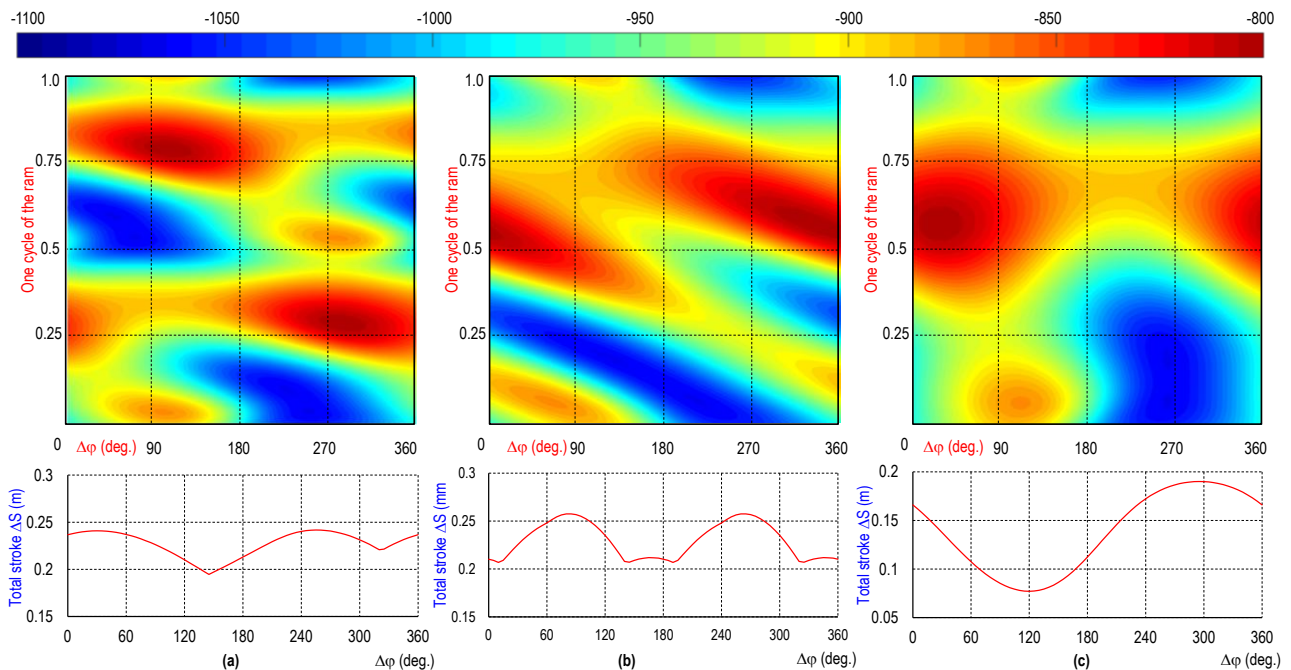 -1100 -1050 -1000 -950 -900 -850 -800
One cycle of the ram
1.0
0.75
0.5
0.25
0 90 180 270 360
Δφ (deg.)
One cycle of the ram
1.0
0.75
0.5
0.25
0 90 180 270 360
Δφ (deg.)
One cycle of the ram
1.0
0.75
0.5
0.25
0 90 180 270 360
Δφ (deg.)
Total stroke ΔS (m)
0.3
0.25
0.2
0.15
0 60 120 180 240 300 360
(a) Δφ (deg.)
Total stroke ΔS (mm
0.3
0.25
0.2
0.15
0 60 120 180 240 300 360
(b) Δφ (deg.)
Total stroke ΔS (m)
0.2
0.15
0.1
0.05
0 60 120 180 240 300 360
(c) Δφ (deg.)